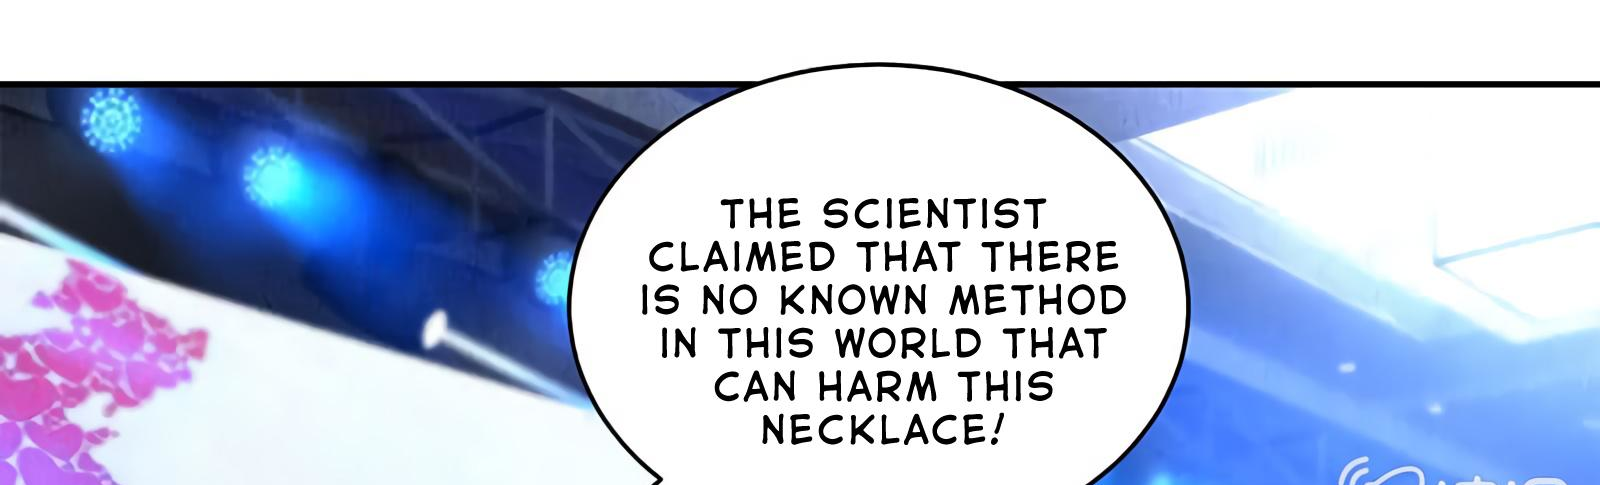 THE SCIENTIST
CLAIMED THAT THERE
IS NO KNOWN METHOD
IN THIS WORLD THAT
CAN HARM THIS
NECKLACE!